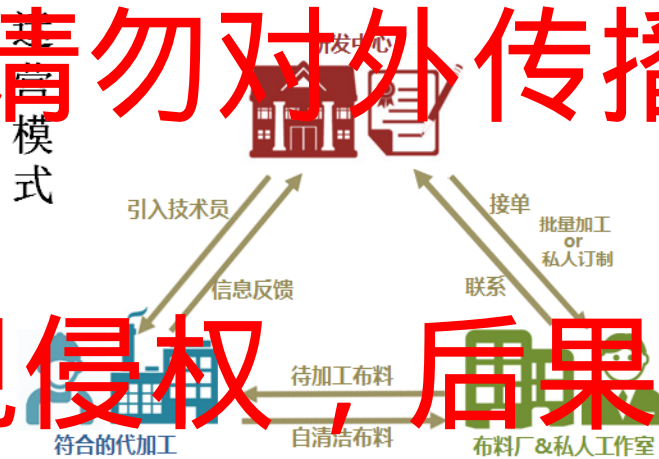 运营模式
请勿对外传播
研发中心
引入技术员
接单
批量加工
or
私人订制
信息反馈
联系
现侵权，后果
待加工布料
自清洁布料
符合的代加工
布料厂&私人工作室